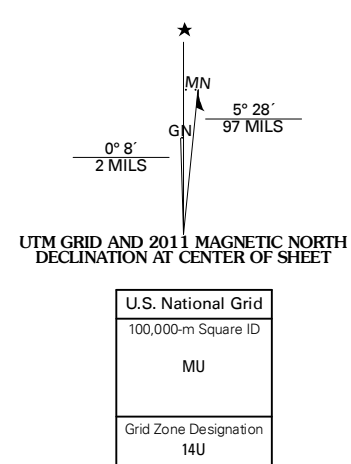 MN
5° 28´
97 MILS
GN
0° 8´
2 MILS
UTM GRID AND 2011 MAGNETIC NORTH
DECLINATION AT CENTER OF SHEET
U.S. National Grid
100,000-m Square ID
MU
Grid Zone Designation
14U